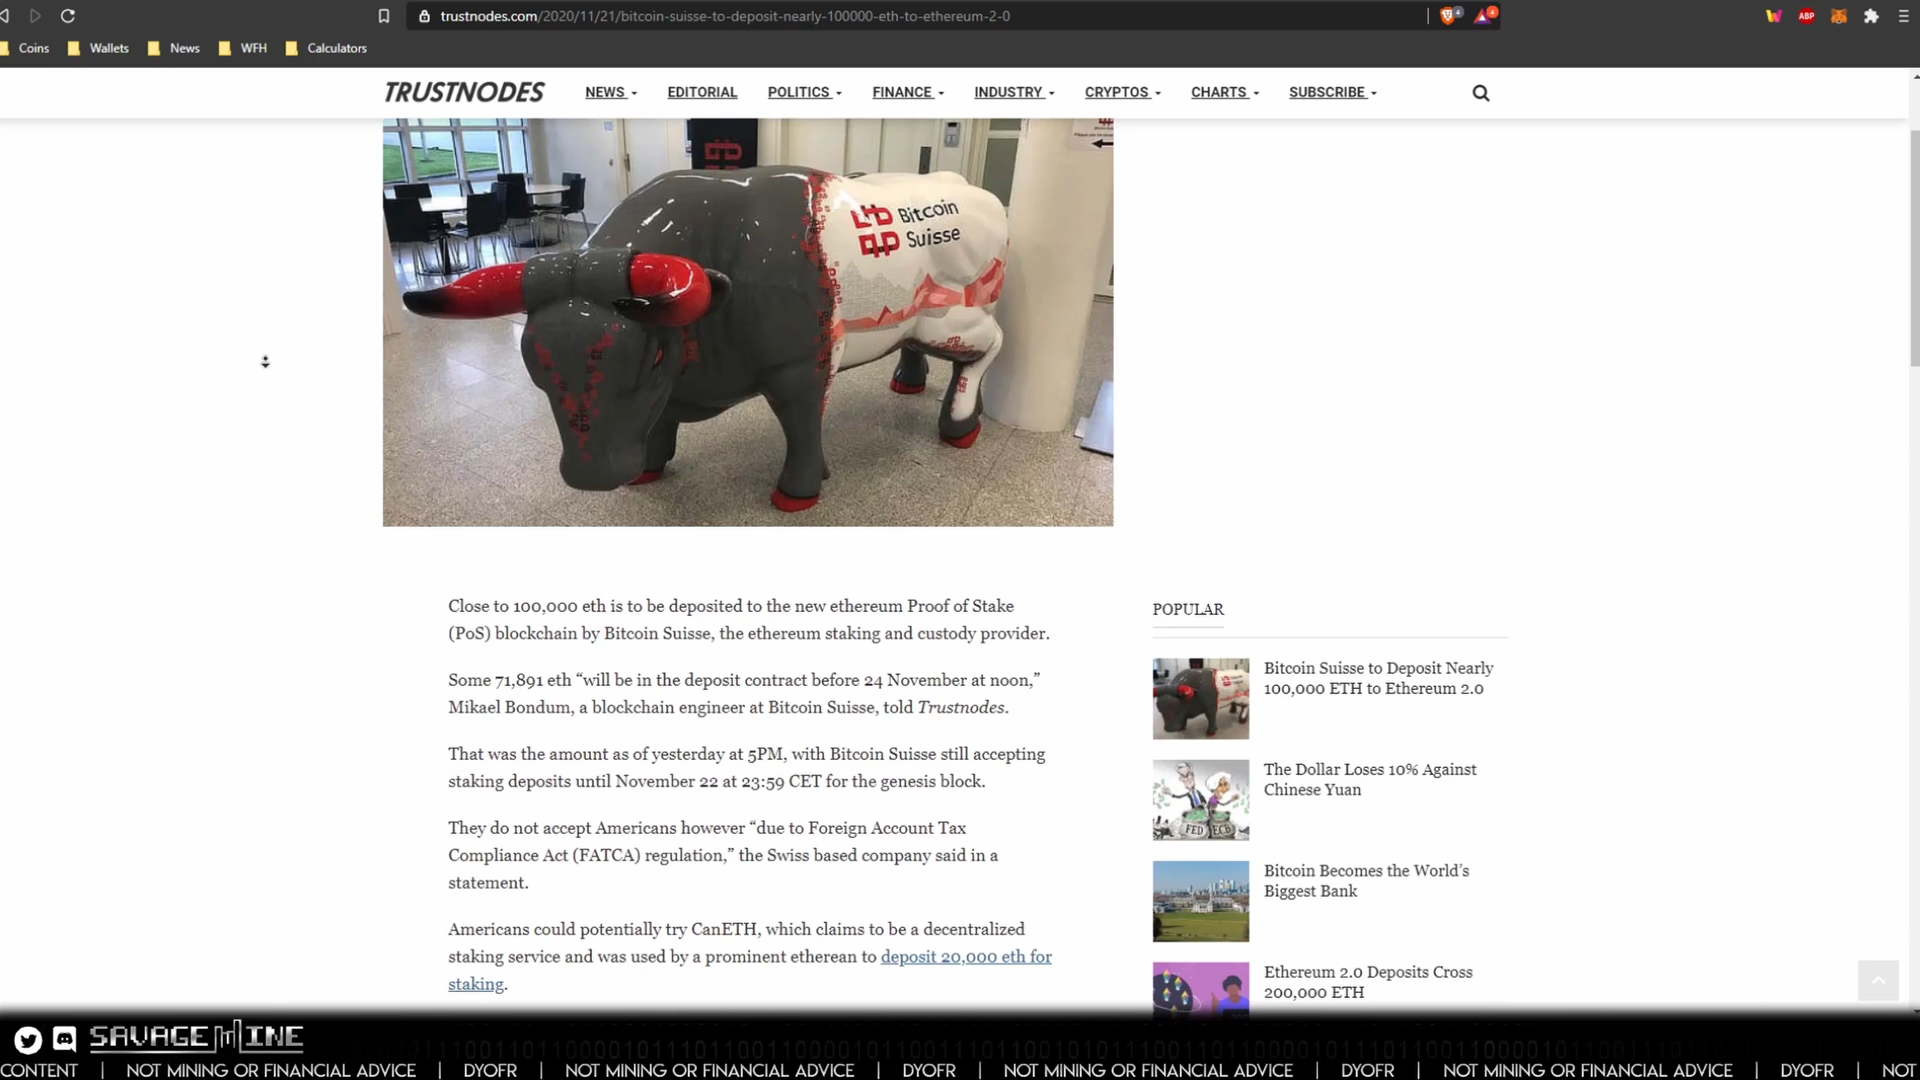 trustnodes.com/2020/11/21/bitcoin-suisse-to-deposit-nearly-100000-eth-to-ethereum-2-0
4
4
ABP
Coins
Wallets
News
WFH
Calculators
TRUSTNODES
NEWS
EDITORIAL
POLITICS
FINANCE
INDUSTRY
CRYPTOS
CHARTS
SUBSCRIBE
Bitcoin
Suisse
Close to 100,000 eth is to be deposited to the new ethereum Proof of Stake
(PoS) blockchain by Bitcoin Suisse, the ethereum staking and custody provider.
Some 71,891 eth “will be in the deposit contract before 24 November at noon,”
Mikael Bondum, a blockchain engineer at Bitcoin Suisse, told Trustnodes.
That was the amount as of yesterday at 5PM, with Bitcoin Suisse still accepting
staking deposits until November 22 at 23:59 CET for the genesis block.
They do not accept Americans however “due to Foreign Account Tax
Compliance Act (FATCA) regulation,” the Swiss based company said in a
statement.
Americans could potentially try CanETH, which claims to be a decentralized
staking service and was used by a prominent etherean to deposit 20,000 eth for
staking.
POPULAR
Bitcoin Suisse to Deposit Nearly
100,000 ETH to Ethereum 2.0
The Dollar Loses 10% Against
Chinese Yuan
FED
ECB
Bitcoin Becomes the World’s
Biggest Bank
Ethereum 2.0 Deposits Cross
200,000 ETH
SAVAGE MINE
CONTENT | NOT MINING OR FINANCIAL ADVICE | DYOFR | NOT MINING OR FINANCIAL ADVICE | DYOFR | NOT MINING OR FINANCIAL ADVICE | DYOFR | NOT MINING OR FINANCIAL ADVICE | DYOFR | NOT